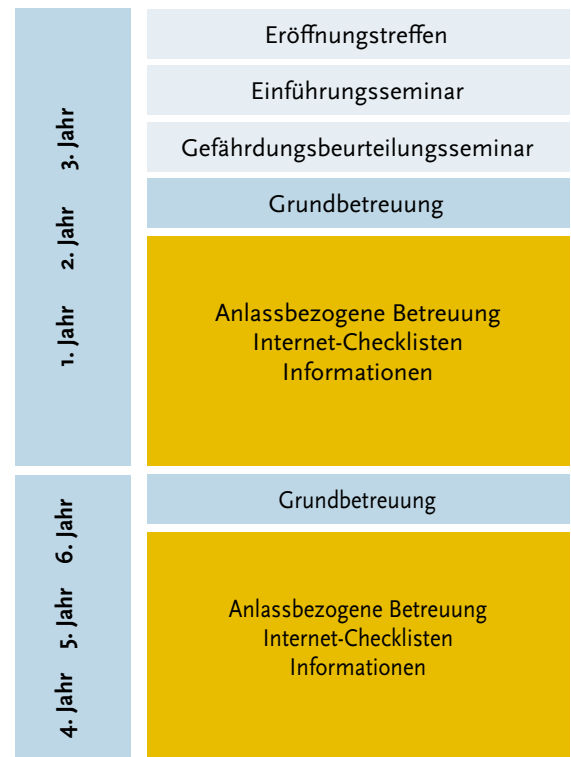 1. Jahr 2. Jahr 3. Jahr
Eröffnungstreffen
Einführungsseminar
Gefährdungsbeurteilungsseminar
Grundbetreuung
Anlassbezogene Betreuung
Internet-Checklisten
Informationen
4. Jahr 5. Jahr 6. Jahr
Grundbetreuung
Anlassbezogene Betreuung
Internet-Checklisten
Informationen